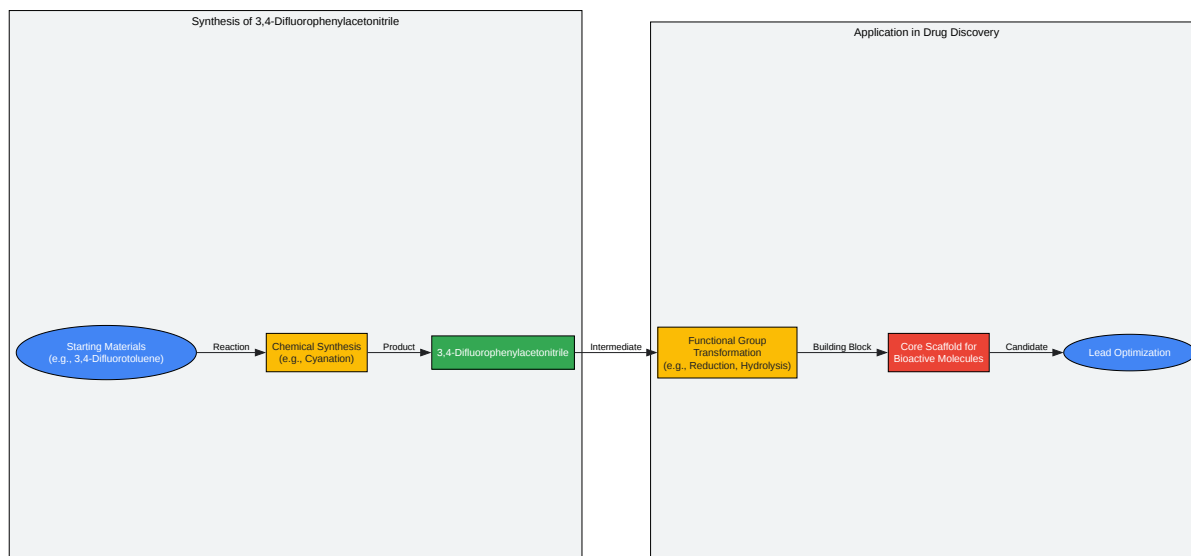 Synthesis of 3,4-Difluorophenylacetonitrile
Application in Drug Discovery
Starting Materials
(e.g., 3,4-Difluorotoluene)
Reaction
Chemical Synthesis
(e.g., Cyanation)
Product
3,4-Difluorophenylacetonitrile
Intermediate
Functional Group
Transformation
(e.g., Reduction, Hydrolysis)
Building Block
Core Scaffold for
Bioactive Molecules
Candidate
Lead Optimization